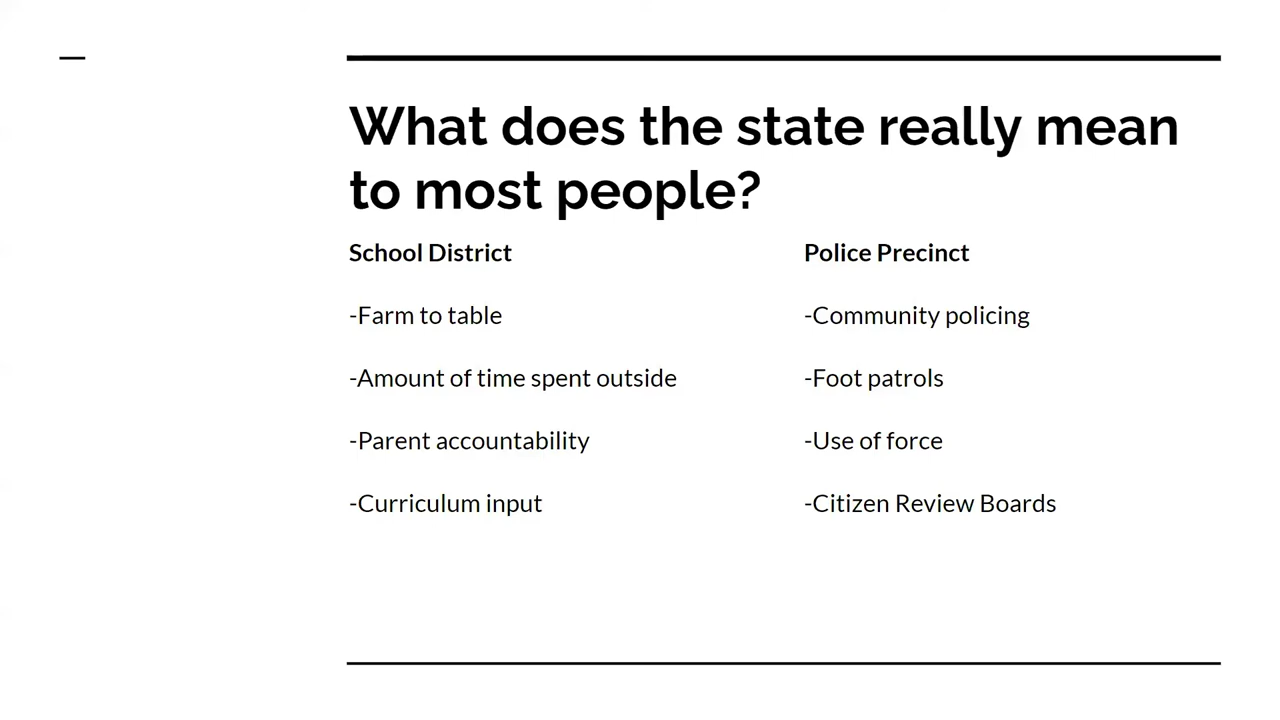 What does the state really mean
to most people?
School District
-Farm to table
-Amount of time spent outside
-Parent accountability
-Curriculum input
Police Precinct
-Community policing
-Foot patrols
-Use of force
-Citizen Review Boards